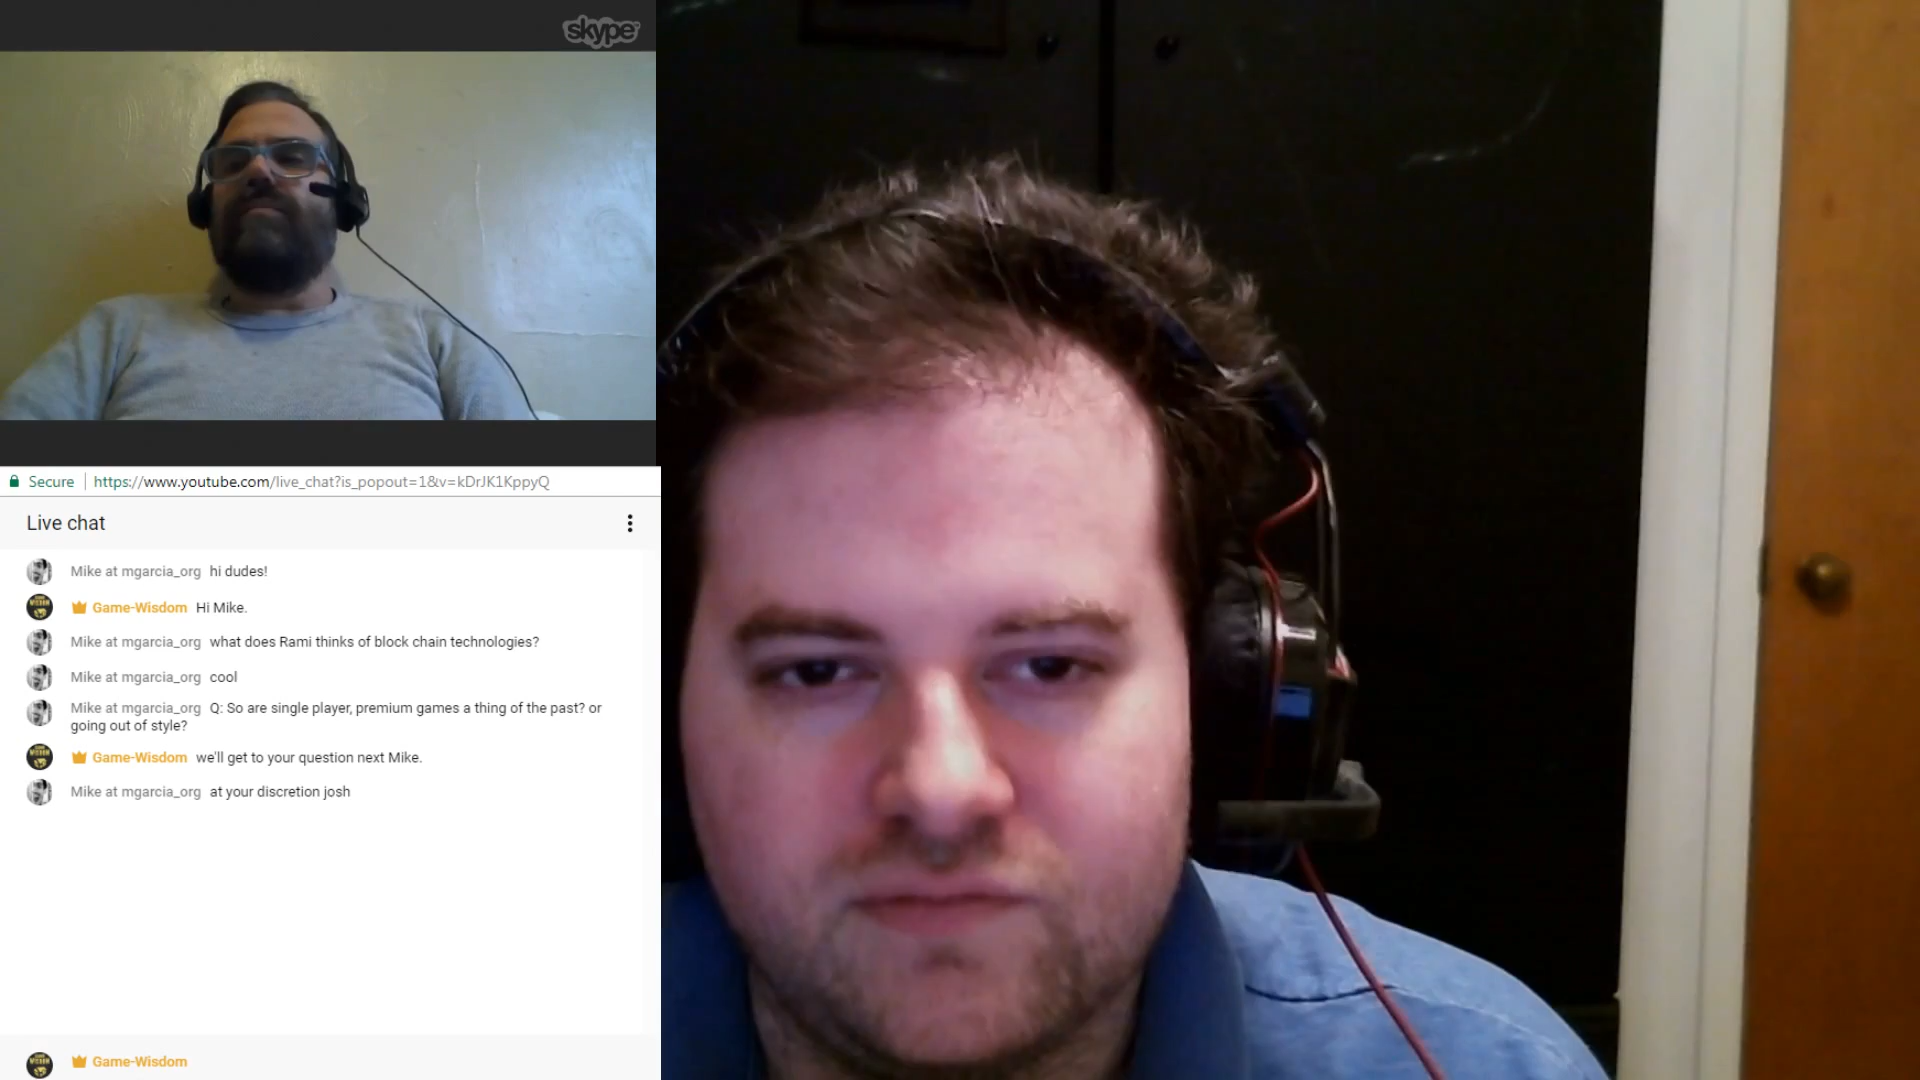 skype
Secure https://www.youtube.com/live_chat?is_popout=1&v=kDrJK1KppyQ
Live chat
Mike at mgarcia_org hi dudes!
Game-Wisdom Hi Mike.
Mike at mgarcia_org what does Rami thinks of block chain technologies?
Mike at mgarcia_org cool
Mike at mgarcia_org Q: So are single player, premium games a thing of the past? or
going out of style?
Game-Wisdom we'll get to your question next Mike.
Mike at mgarcia_org at your discretion josh
Game-Wisdom